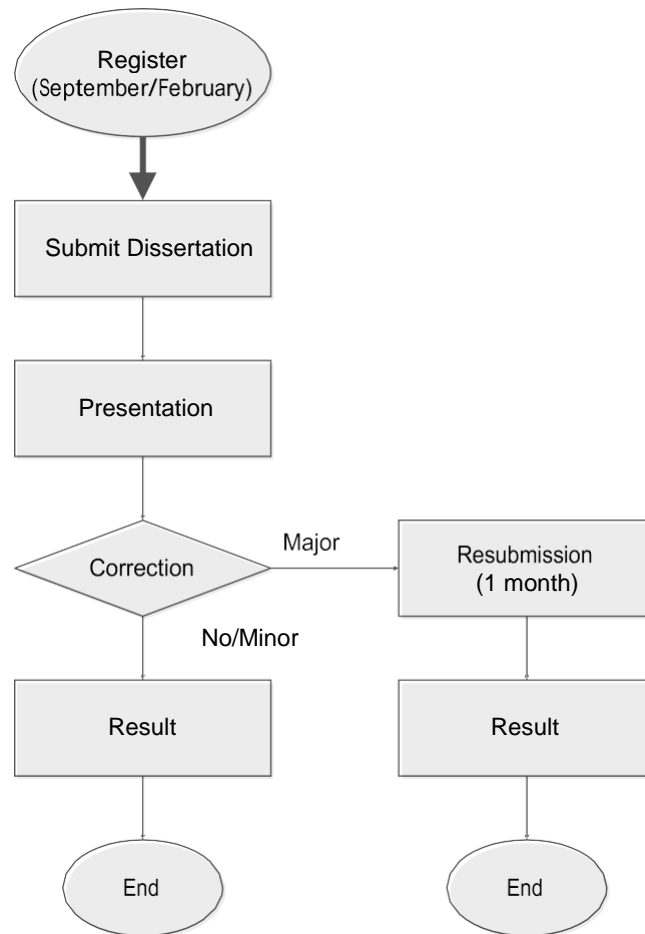 Register
(September/February)
Submit Dissertation
Presentation
Correction
Major
Resubmission
(1 month)
No/Minor
Result
Result
End
End